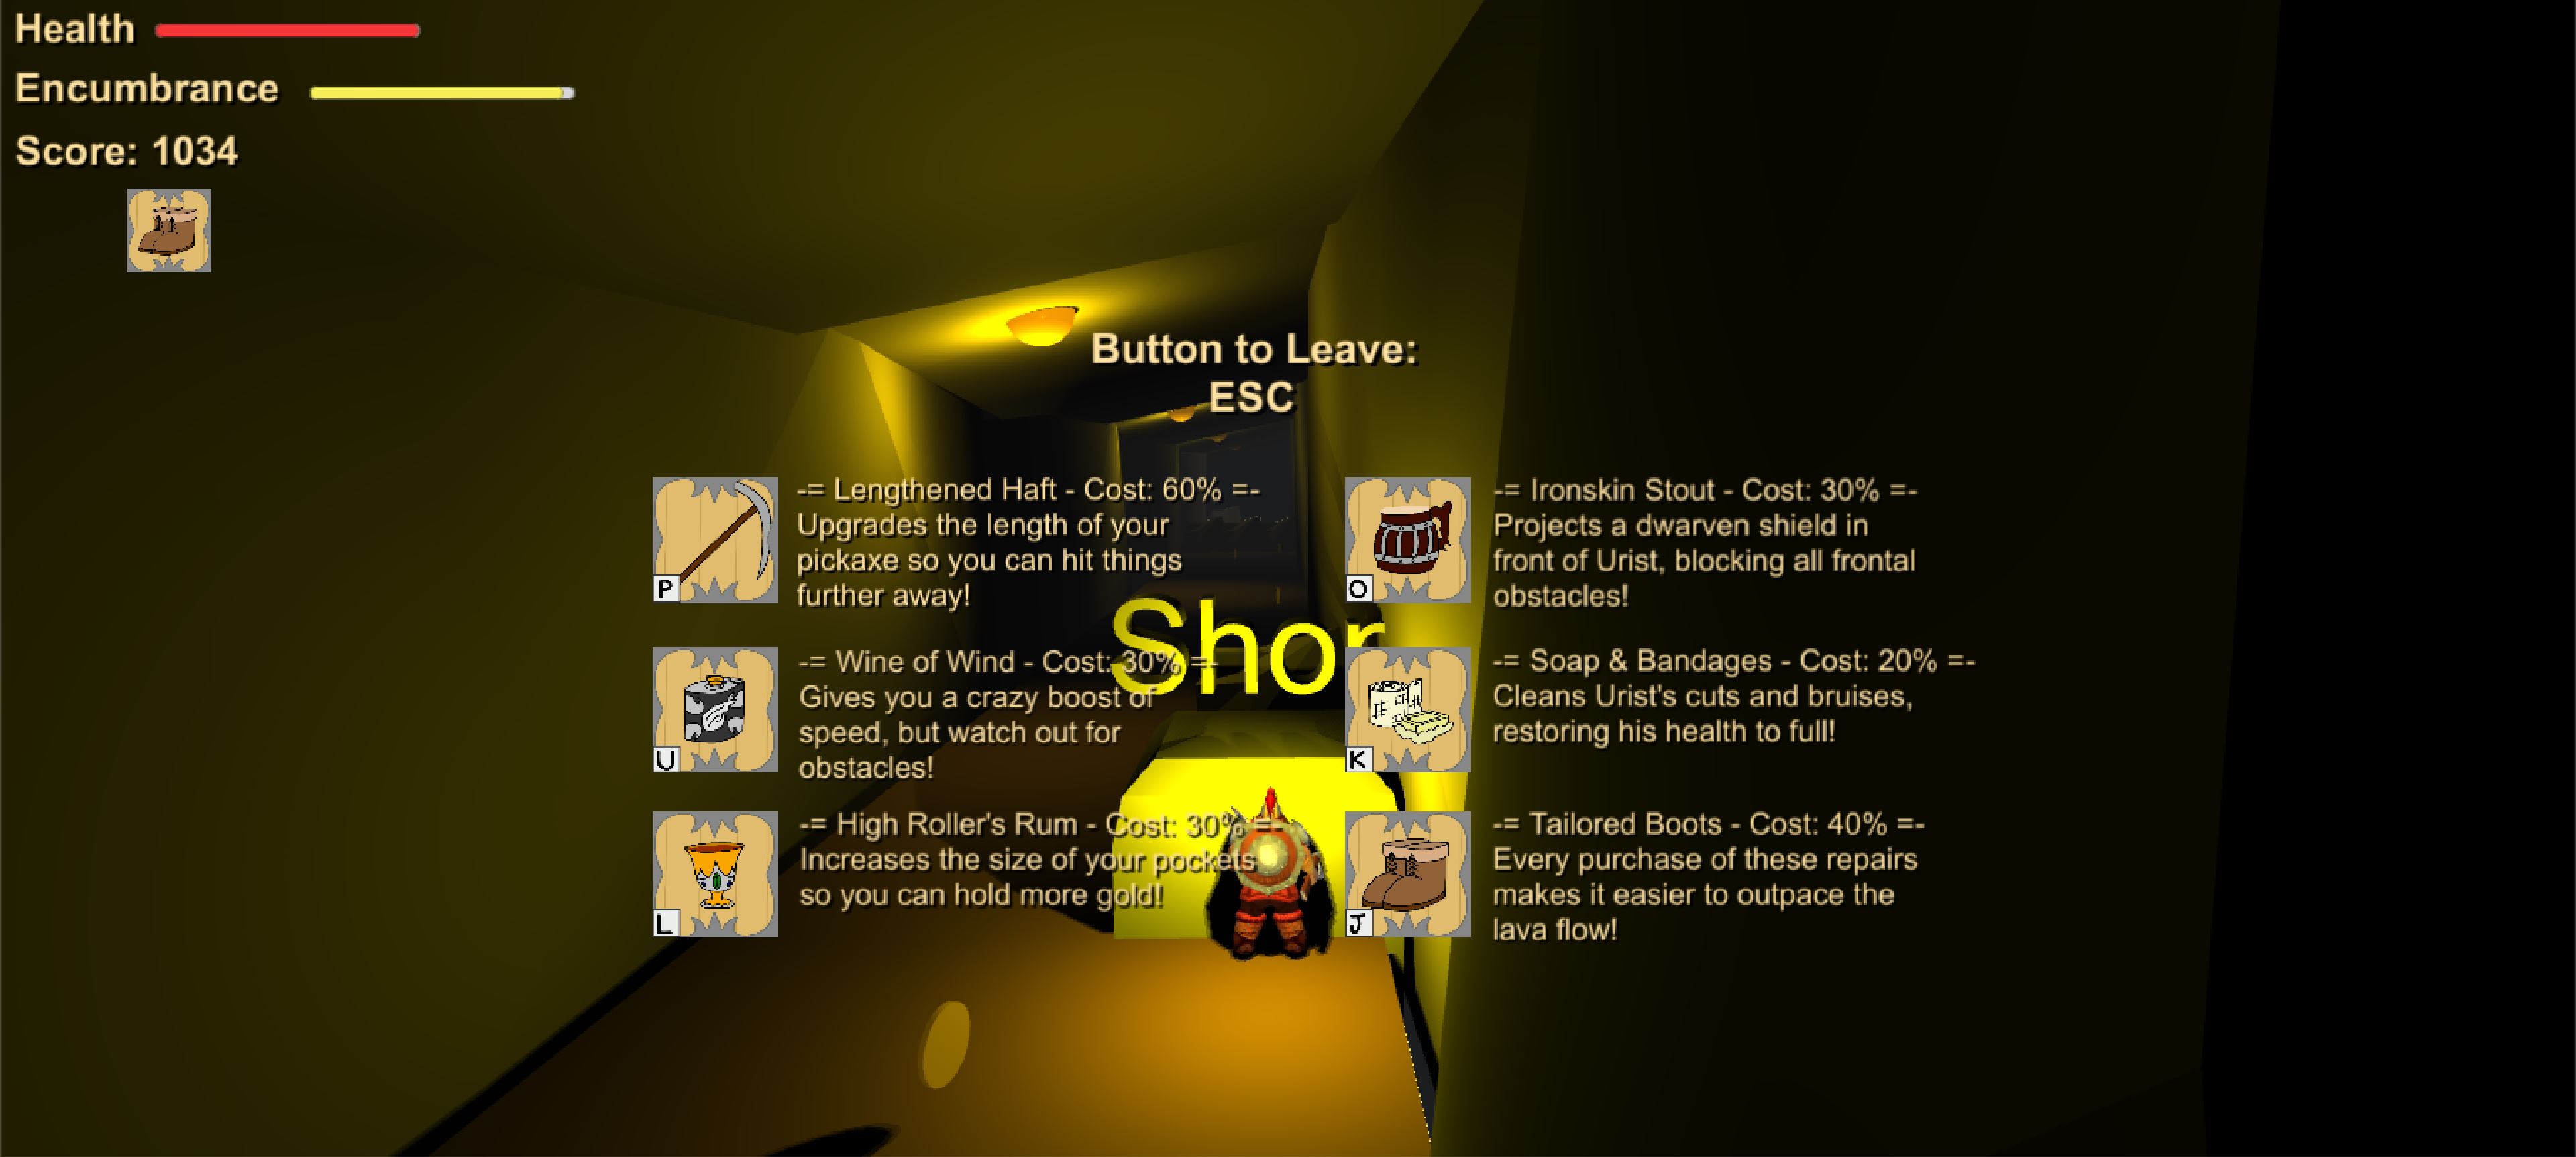 Health
Encumbrance
Score: 1034
Button to Leave:
ESC
-= Lengthened Haft - Cost: 60% =-
Upgrades the length of your
pickaxe so you can hit things
further away!
P
-= Ironskin Stout - Cost: 30% =-
Projects a dwarven shield in
front of Urist, blocking all frontal
obstacles!
O
Shop
-= Wine of Wind - Cost: 30% =-
Gives you a crazy boost of
speed, but watch out for
obstacles!
U
-= Soap & Bandages - Cost: 20% =-
Cleans Urist's cuts and bruises,
restoring his health to full!
K
-= High Roller's Rum - Cost: 30% =-
Increases the size of your pockets
so you can hold more gold!
L
-= Tailored Boots - Cost: 40% =-
Every purchase of these repairs
makes it easier to outpace the
lava flow!
J